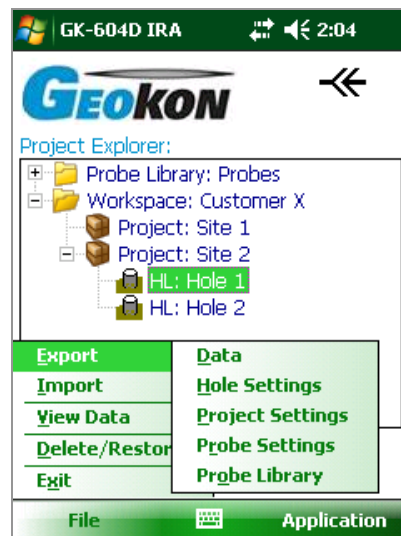 GK-604D IRA 2:04
GEOKON
Project Explorer:
Probe Library: Probes
Workspace: Customer X
Project: Site 1
Project: Site 2
HL: Hole 1
HL: Hole 2
Export
Import
View Data
Delete/Restor
Exit
Data
Hole Settings
Project Settings
Probe Settings
Probe Library
File Application